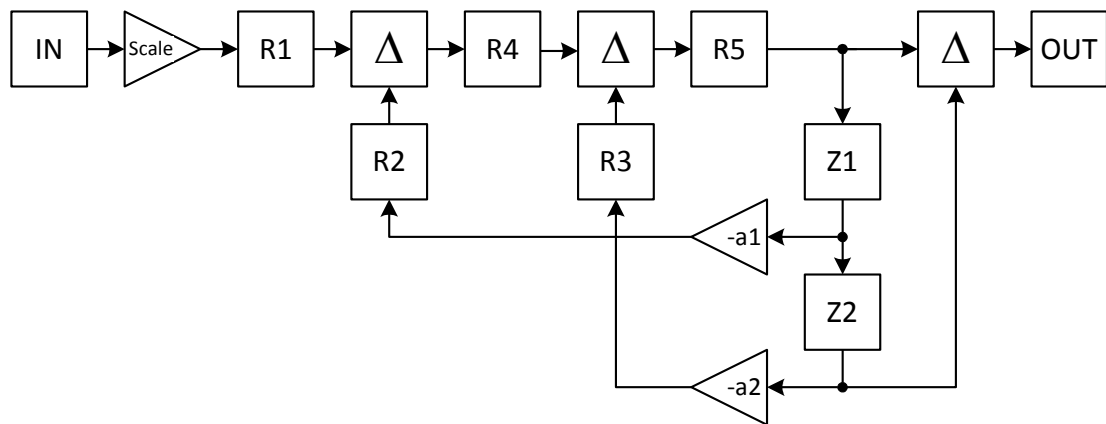 IN
Scale
R1
Δ
R4
Δ
R5
Δ
OUT
R2
R3
Z1
-a1
Z2
-a2